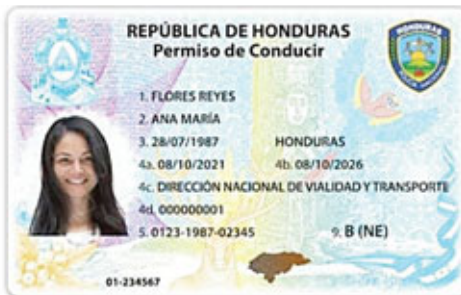 REPÚBLICA DE HONDURAS
Permiso de Conducir
HONDURAS
1. FLORES REYES
2. ANA MARÍA
3. 28/07/1987 HONDURAS
4a. 08/10/2021 4b. 08/10/2026
4c. DIRECCIÓN NACIONAL DE VIALIDAD Y TRANSPORTE
4d. 000000001
5. 0123-1987-02345 9. B (NE)
01-234567